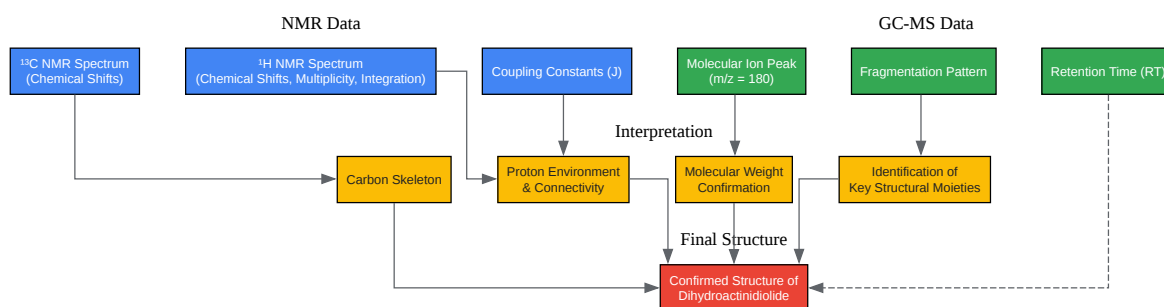 NMR Data
GC-MS Data
¹³C NMR Spectrum
(Chemical Shifts)
¹H NMR Spectrum
(Chemical Shifts, Multiplicity, Integration)
Coupling Constants (J)
Molecular Ion Peak
(m/z = 180)
Fragmentation Pattern
Retention Time (RT)
Interpretation
Carbon Skeleton
Proton Environment
& Connectivity
Molecular Weight
Confirmation
Identification of
Key Structural Moieties
Final Structure
Confirmed Structure of
Dihydroactinidiolide